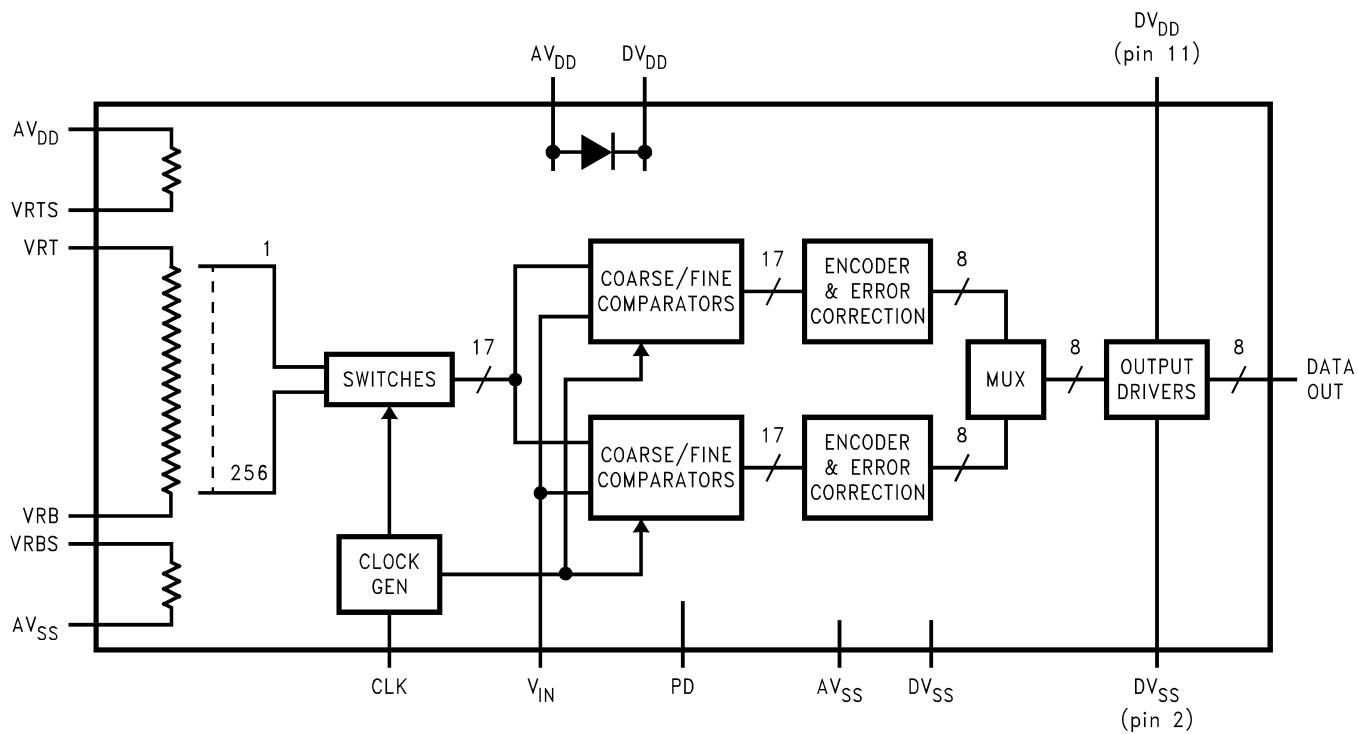 DVDD
(pin 11)
AVDD
DVDD
AVDD
VRTS
VRT
1
256
VRB
VRBS
AVSS
SWITCHES
17
CLOCK
GEN
COARSE/FINE
COMPARATORS
17
ENCODER
& ERROR
CORRECTION
8
COARSE/FINE
COMPARATORS
17
ENCODER
& ERROR
CORRECTION
8
MUX
8
OUTPUT
DRIVERS
8
DATA
OUT
CLK
VIN
PD
AVSS
DVSS
DVSS
(pin 2)